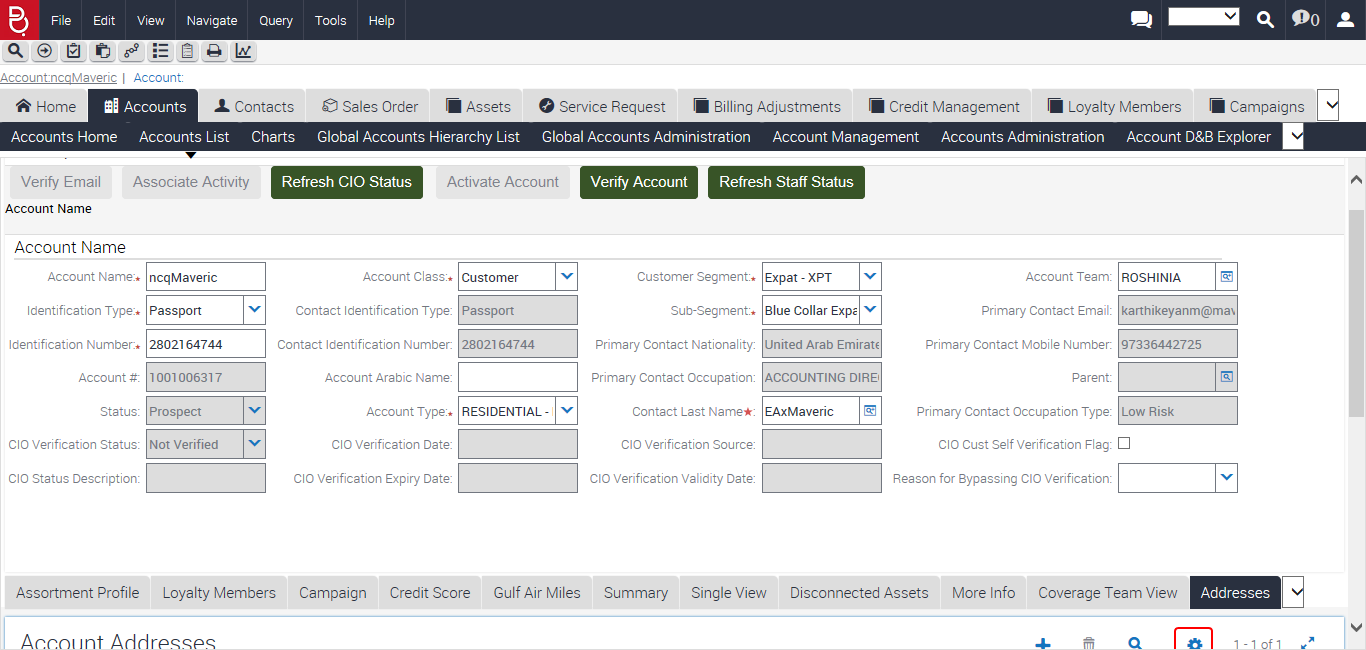 File Edit View Navigate Query Tools Help 0
Account:ncqMaveric | Account:
Home Accounts Contacts Sales Order Assets Service Request Billing Adjustments Credit Management Loyalty Members Campaigns
Accounts Home Accounts List Charts Global Accounts Hierarchy List Global Accounts Administration Account Management Accounts Administration Account D&B Explorer
Verify Email Associate Activity Refresh CIO Status Activate Account Verify Account Refresh Staff Status
Account Name
Account Name
Account Name:* ncqMaveric Account Class:* Customer Customer Segment:* Expat - XPT Account Team: ROSHINIA
Identification Type:* Passport Contact Identification Type: Passport Sub-Segment:* Blue Collar Expa Primary Contact Email: karthikeyanm@mav
Identification Number:* 2802164744 Contact Identification Number: 2802164744 Primary Contact Nationality: United Arab Emirate Primary Contact Mobile Number: 97336442725
Account #: 1001006317 Account Arabic Name: Primary Contact Occupation: ACCOUNTING DIRE Parent:
Status: Prospect Account Type:* RESIDENTIAL - Contact Last Name★: EAxMaveric Primary Contact Occupation Type: Low Risk
CIO Verification Status: Not Verified CIO Verification Date: CIO Verification Source: CIO Cust Self Verification Flag:
CIO Status Description: CIO Verification Expiry Date: CIO Verification Validity Date: Reason for Bypassing CIO Verification:
Assortment Profile Loyalty Members Campaign Credit Score Gulf Air Miles Summary Single View Disconnected Assets More Info Coverage Team View Addresses
Account Addresses 1 - 1 of 1